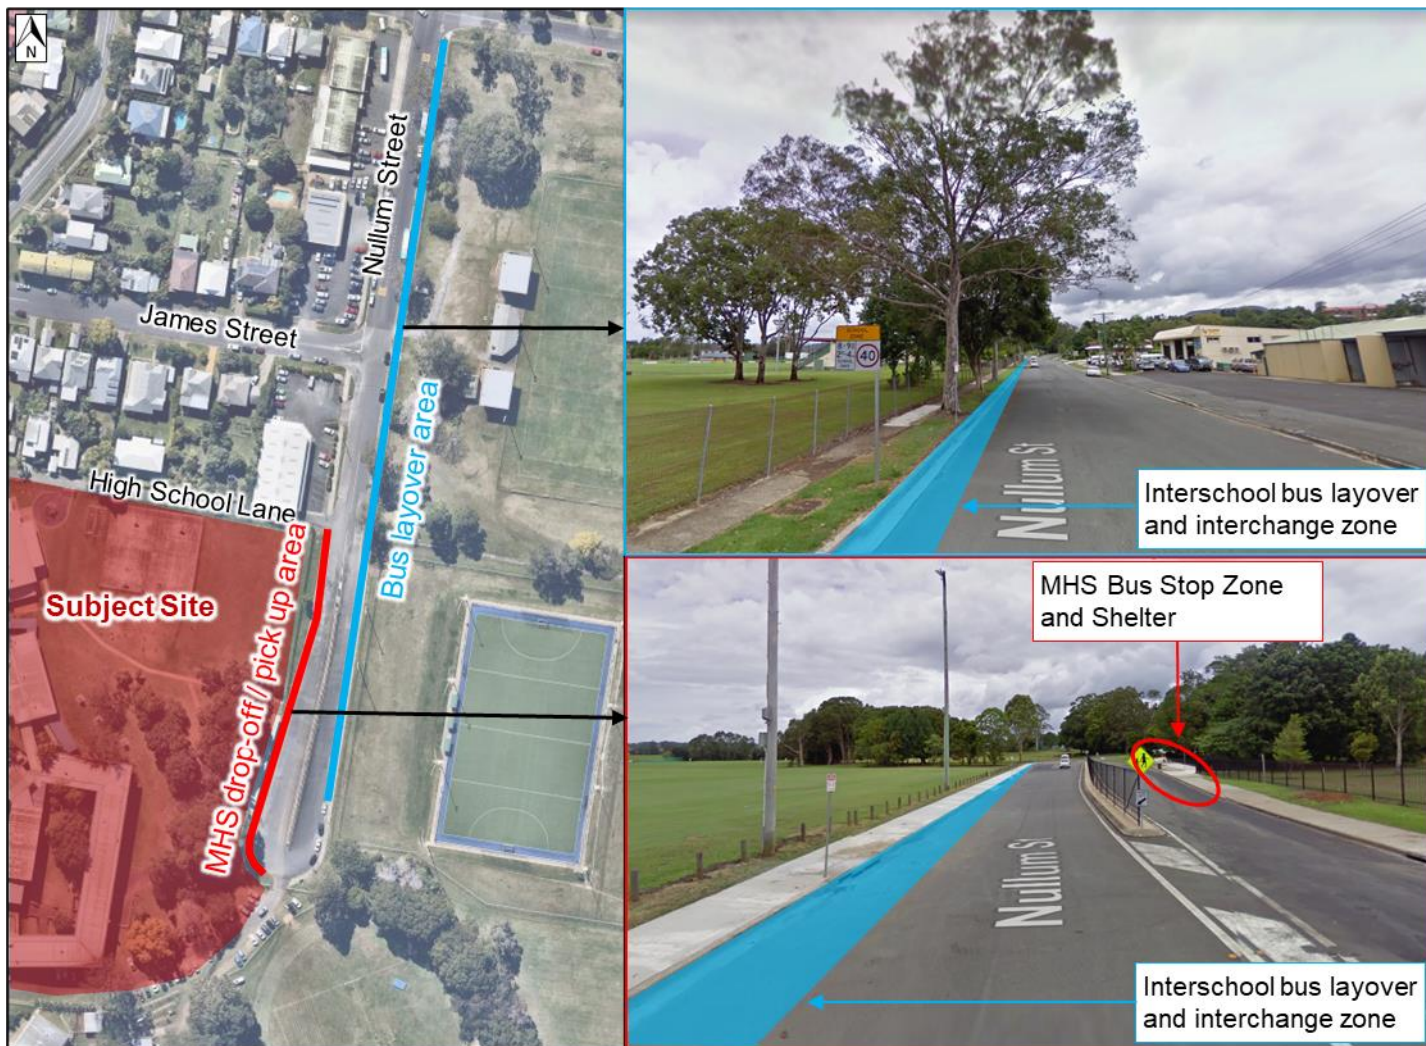 N
Nullum Street
James Street
High School Lane
Bus layover area
MHS drop-off/ pick up area
Subject Site
SCHOOL
ZONE
40
Nullum St
Interschool bus layover
and interchange zone
MHS Bus Stop Zone
and Shelter
Nullum St
Interschool bus layover
and interchange zone